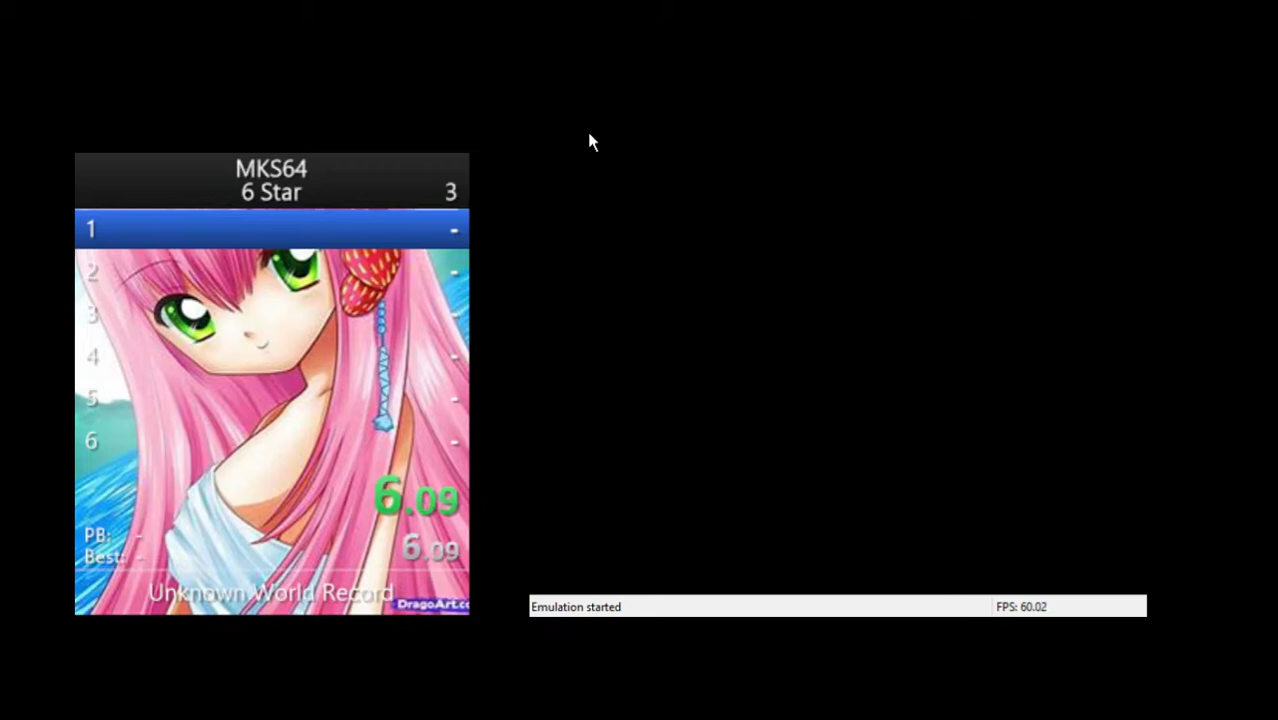 MKS64
6 Star 3
1 -
2 -
3 -
4 -
5 -
6 -
6.09
PB: -
6.09
Best: -
Unknown World Record
DragoArt.c
Emulation started FPS: 60.02